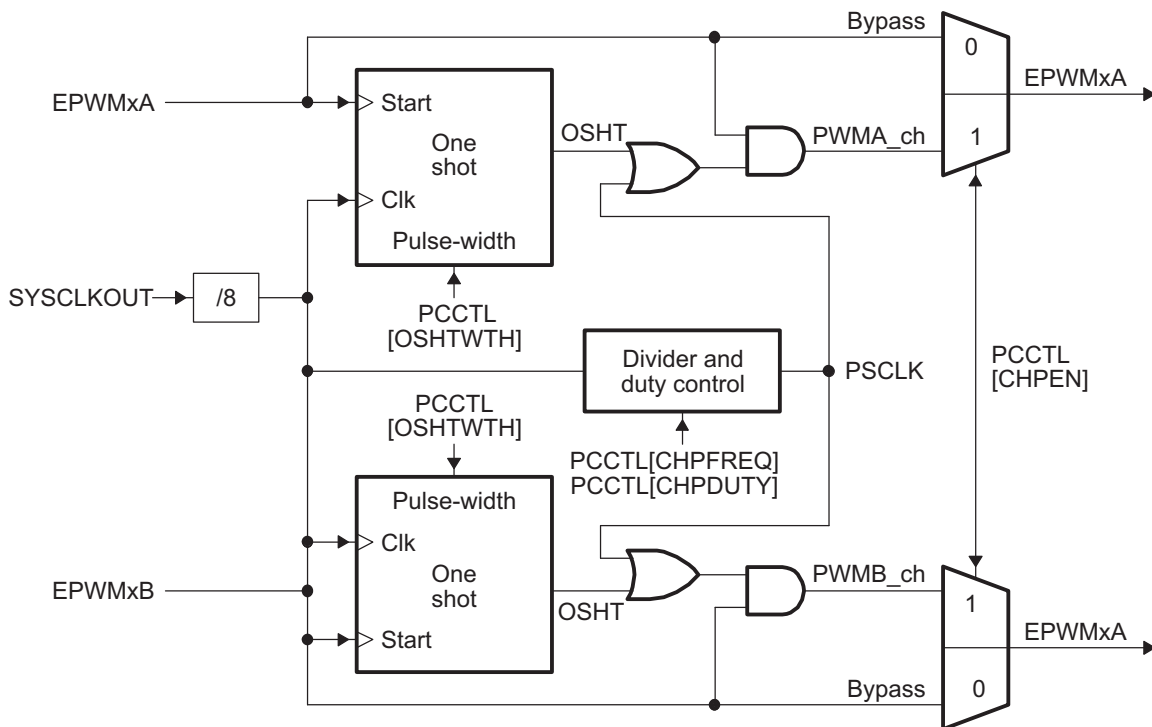 Bypass
0
EPWMxA
EPWMxA
Start
OSHT
PWMA_ch
1
One
shot
Clk
Pulse-width
SYSCLKOUT
/8
PCCTL
[OSHTWTH]
Divider and
duty control
PSCLK
PCCTL
[CHPEN]
PCCTL
[OSHTWTH]
PCCTL[CHPFREQ]
PCCTL[CHPDUTY]
Pulse-width
Clk
EPWMxB
One
shot
OSHT
PWMB_ch
1
Start
EPWMxA
Bypass
0